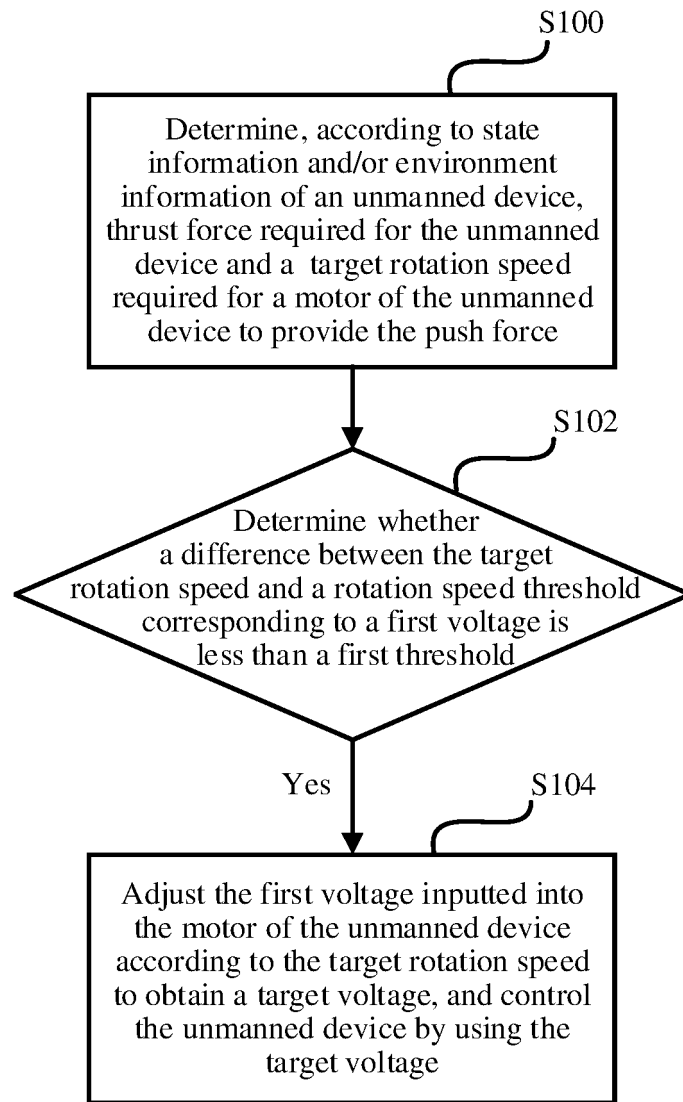 S100
Determine, according to state
information and/or environment
information of an unmanned device,
thrust force required for the unmanned
device and a target rotation speed
required for a motor of the unmanned
device to provide the push force
S102
Determine whether
a difference between the target
rotation speed and a rotation speed threshold
corresponding to a first voltage is
less than a first threshold
Yes
S104
Adjust the first voltage inputted into
the motor of the unmanned device
according to the target rotation speed
to obtain a target voltage, and control
the unmanned device by using the
target voltage